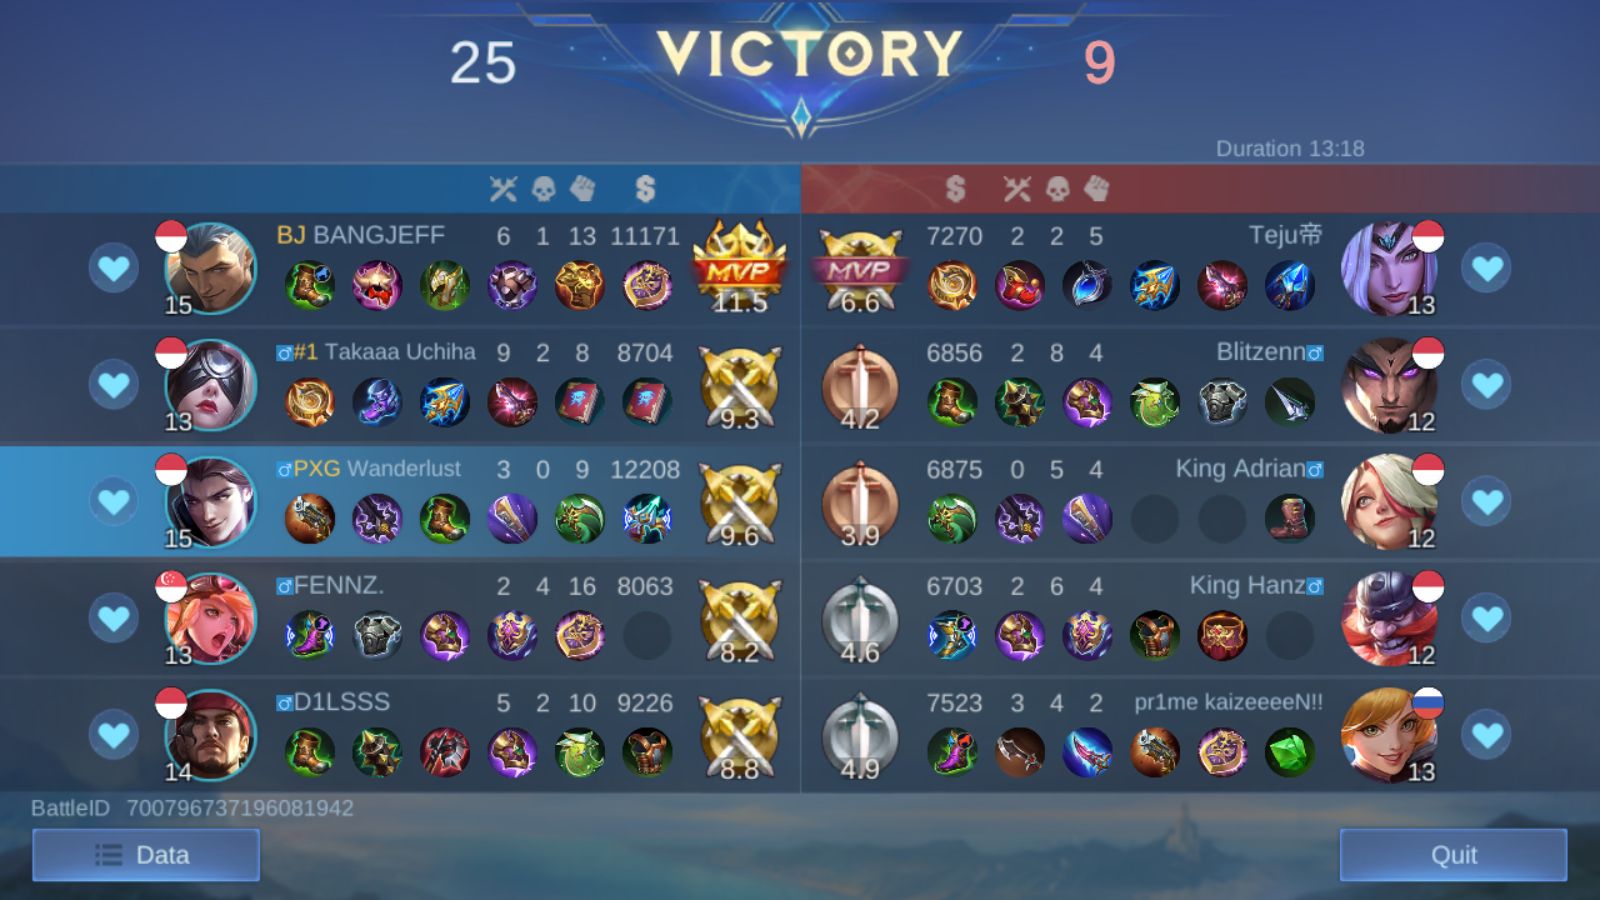 25 VICTORY 9
Duration 13:18
BJ BANGJEFF 6 1 13 11171 MVP 11.5
15
MVP 6.6 7270 2 2 5 Teju帝
13
#1 Takaaa Uchiha 9 2 8 8704 9.3
13
4.2 6856 2 8 4 Blitzenn
12
PXG Wanderlust 3 0 9 12208 9.6
15
3.9 6875 0 5 4 King Adrian
12
FENNZ. 2 4 16 8063 8.2
13
4.6 6703 2 6 4 King Hanz
12
D1LSSS 5 2 10 9226 8.8
14
4.9 7523 3 4 2 pr1me kaizeeeeN!!
13
BattleID 700796737196081942
Data
Quit